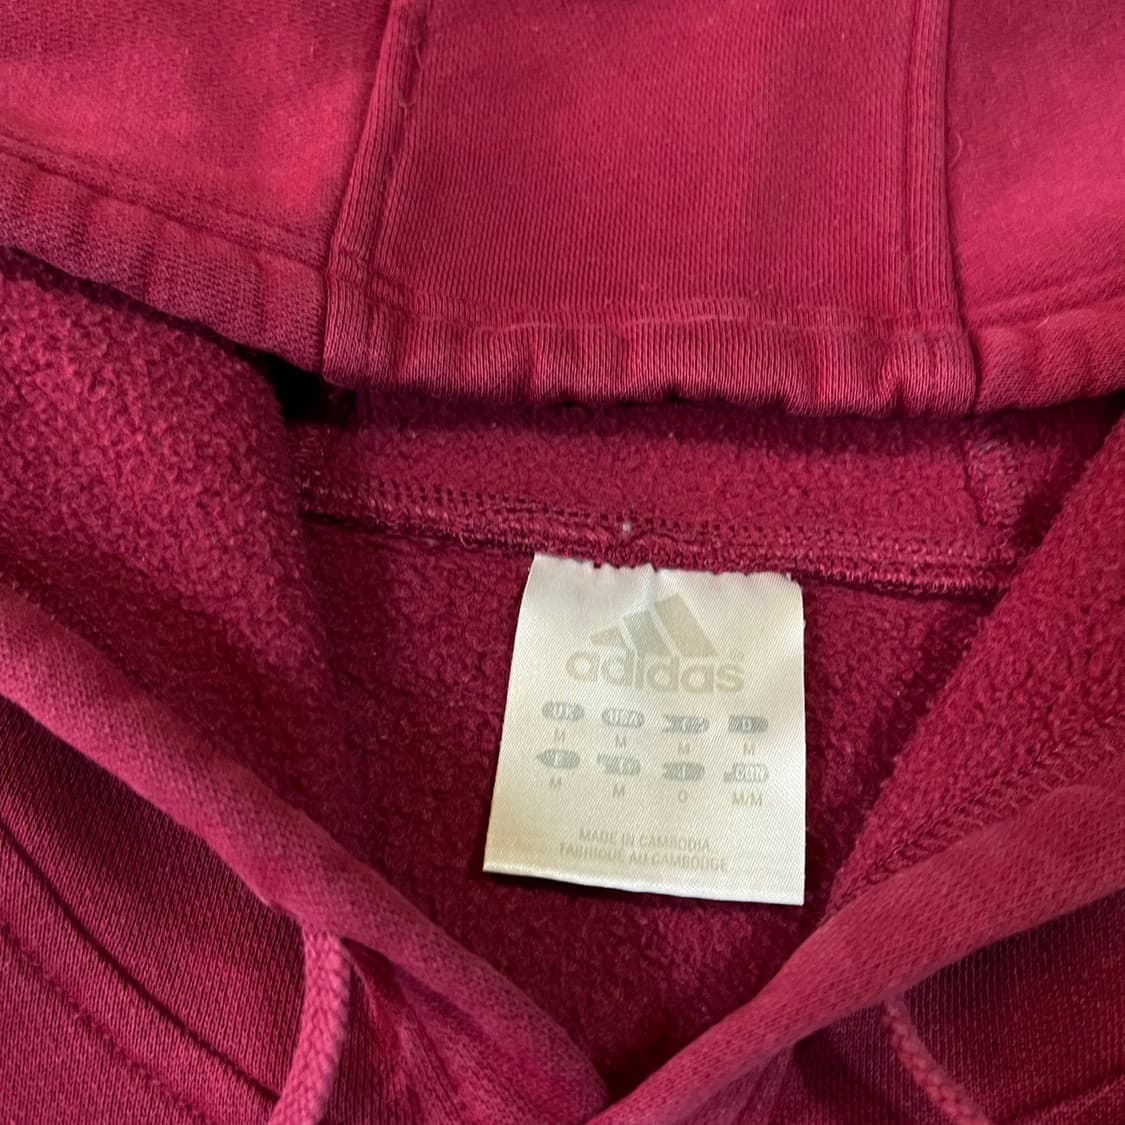 adidas
UK USA D
M M M M
M M O M/M
MADE IN CAMBODIA
FABRIQUÉ AU CAMBODGE